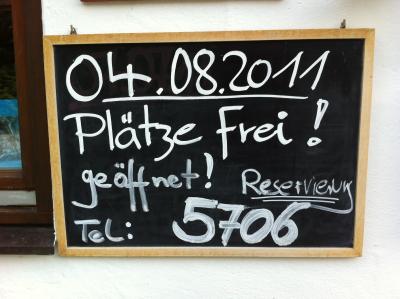 04.08.2011
Plätze frei!
geöffnet! Reservierung
Tel: 5706